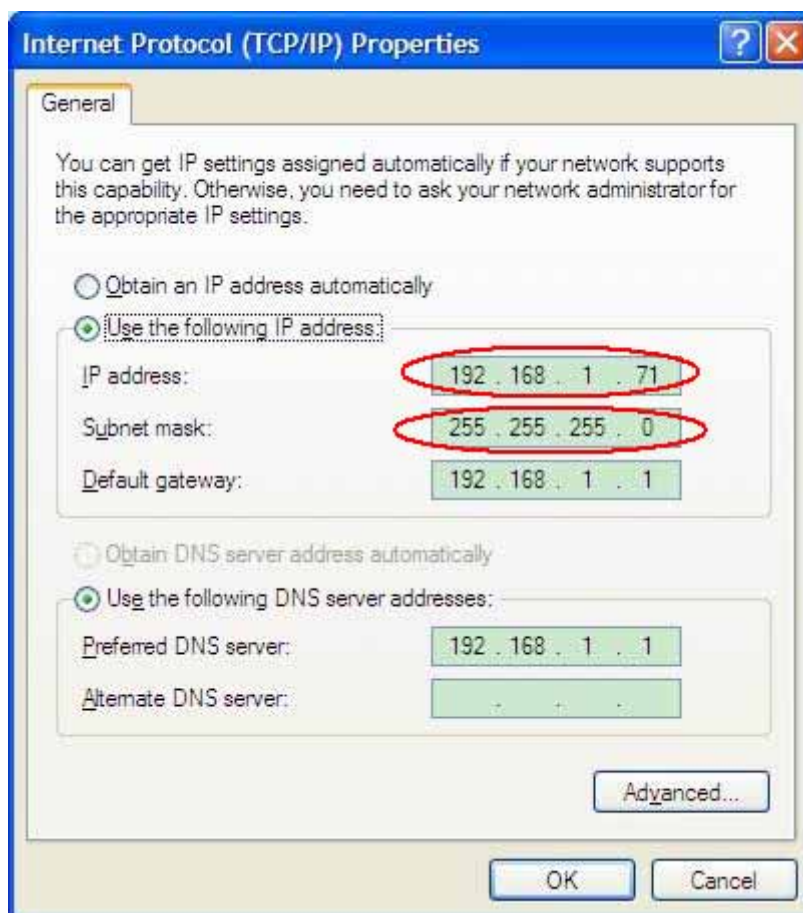 Internet Protocol (TCP/IP) Properties
General
You can get IP settings assigned automatically if your network supports
this capability. Otherwise, you need to ask your network administrator for
the appropriate IP settings.
Obtain an IP address automatically
Use the following IP address:
IP address: 192 . 168 . 1 . 71
Subnet mask: 255 . 255 . 255 . 0
Default gateway: 192 . 168 . 1 . 1
Obtain DNS server address automatically
Use the following DNS server addresses:
Preferred DNS server: 192 . 168 . 1 . 1
Alternate DNS server: . . .
Advanced...
OK Cancel